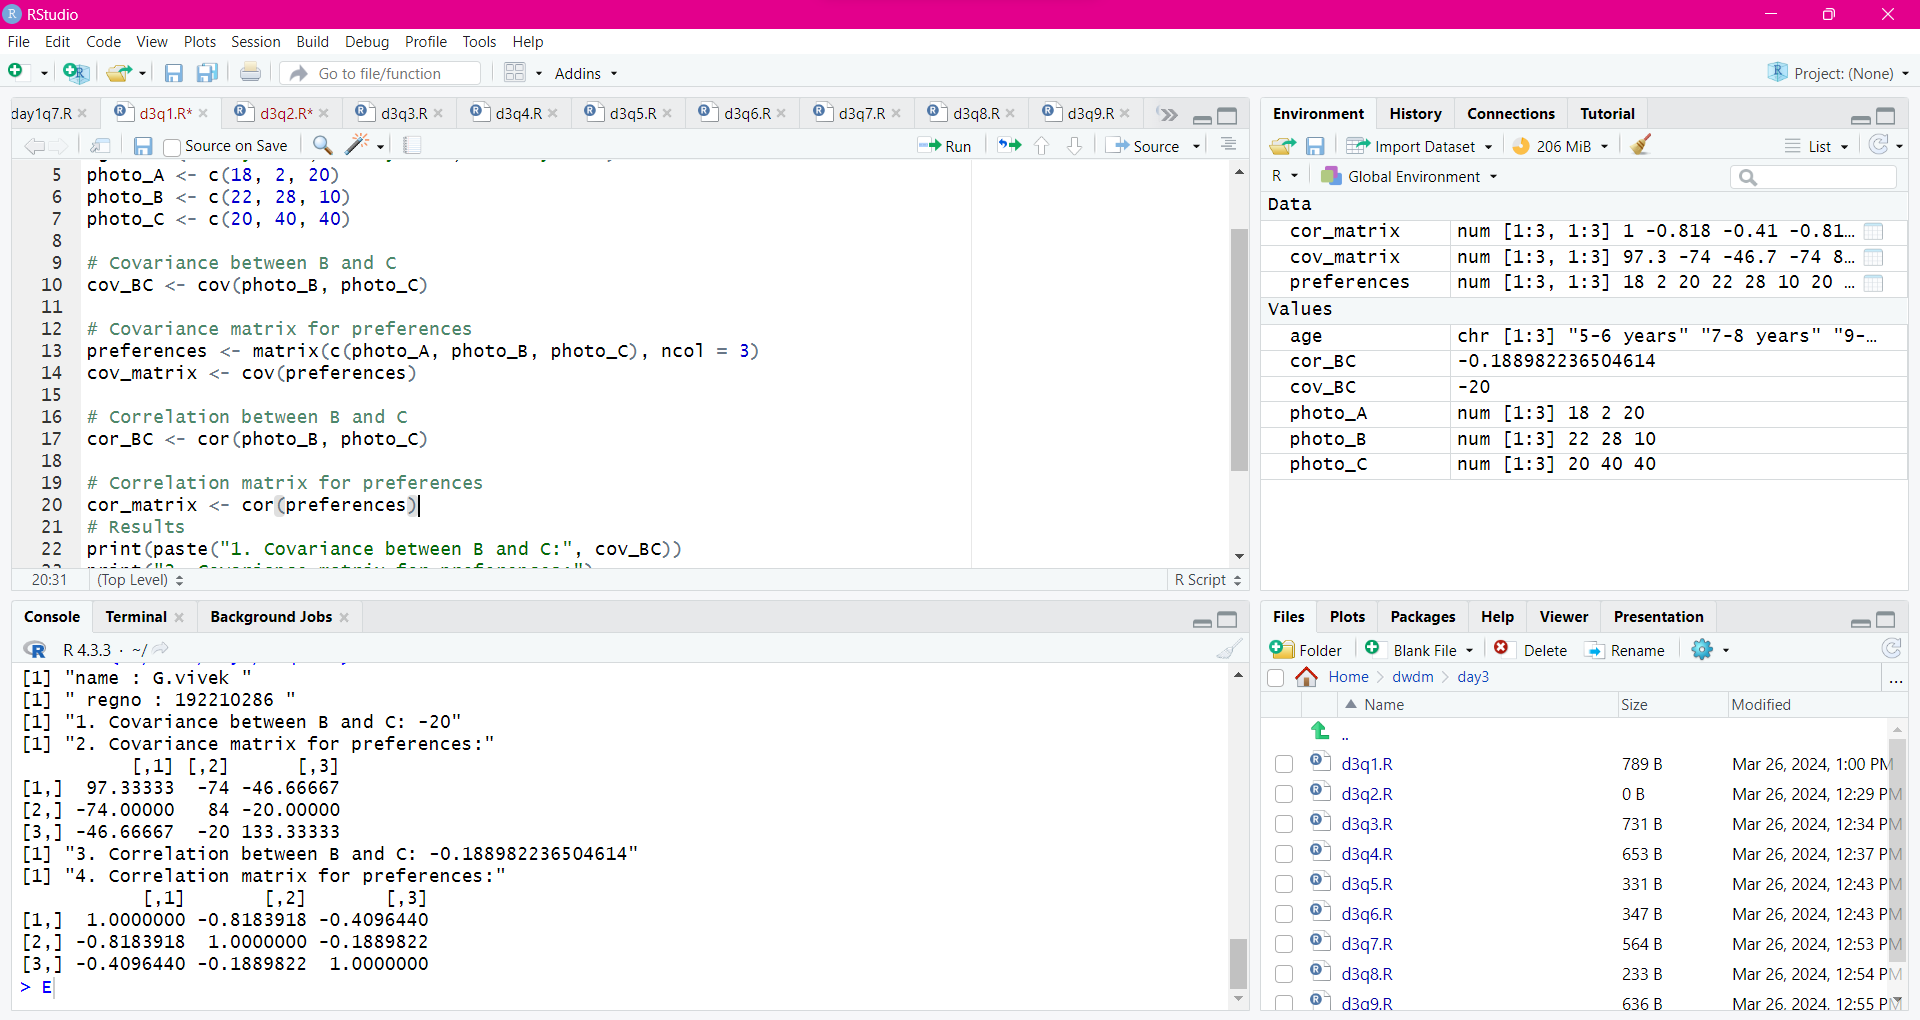 RStudio
File Edit Code View Plots Session Build Debug Profile Tools Help
Go to file/function Addins Project: (None)
day1q7.R d3q1.R* d3q2.R* d3q3.R d3q4.R d3q5.R d3q6.R d3q7.R d3q8.R d3q9.R
Source on Save Run Source
5 photo_A <- c(18, 2, 20)
6 photo_B <- c(22, 28, 10)
7 photo_C <- c(20, 40, 40)
8
9 # Covariance between B and C
10 cov_BC <- cov(photo_B, photo_C)
11
12 # Covariance matrix for preferences
13 preferences <- matrix(c(photo_A, photo_B, photo_C), ncol = 3)
14 cov_matrix <- cov(preferences)
15
16 # Correlation between B and C
17 cor_BC <- cor(photo_B, photo_C)
18
19 # Correlation matrix for preferences
20 cor_matrix <- cor(preferences)
21 # Results
22 print(paste("1. Covariance between B and C:", cov_BC))
20:31 (Top Level) R Script
Console Terminal Background Jobs
R 4.3.3 · ~/
[1] "name : G.vivek "
[1] " regno : 192210286 "
[1] "1. Covariance between B and C: -20"
[1] "2. Covariance matrix for preferences:"
[,1] [,2] [,3]
[1,] 97.33333 -74 -46.66667
[2,] -74.00000 84 -20.00000
[3,] -46.66667 -20 133.33333
[1] "3. Correlation between B and C: -0.188982236504614"
[1] "4. Correlation matrix for preferences:"
[,1] [,2] [,3]
[1,] 1.0000000 -0.8183918 -0.4096440
[2,] -0.8183918 1.0000000 -0.1889822
[3,] -0.4096440 -0.1889822 1.0000000
> E
Environment History Connections Tutorial
Import Dataset 206 MiB List
R Global Environment
Data
cor_matrix num [1:3, 1:3] 1 -0.818 -0.41 -0.81…
cov_matrix num [1:3, 1:3] 97.3 -74 -46.7 -74 8…
preferences num [1:3, 1:3] 18 2 20 22 28 10 20 …
Values
age chr [1:3] "5-6 years" "7-8 years" "9-…
cor_BC -0.188982236504614
cov_BC -20
photo_A num [1:3] 18 2 20
photo_B num [1:3] 22 28 10
photo_C num [1:3] 20 40 40
Files Plots Packages Help Viewer Presentation
Folder Blank File Delete Rename
Home dwdm day3 ...
Name Size Modified
..
d3q1.R 789 B Mar 26, 2024, 1:00 PM
d3q2.R 0 B Mar 26, 2024, 12:29 PM
d3q3.R 731 B Mar 26, 2024, 12:34 PM
d3q4.R 653 B Mar 26, 2024, 12:37 PM
d3q5.R 331 B Mar 26, 2024, 12:43 PM
d3q6.R 347 B Mar 26, 2024, 12:43 PM
d3q7.R 564 B Mar 26, 2024, 12:53 PM
d3q8.R 233 B Mar 26, 2024, 12:54 PM
d3q9.R 636 B Mar 26, 2024, 12:55 PM